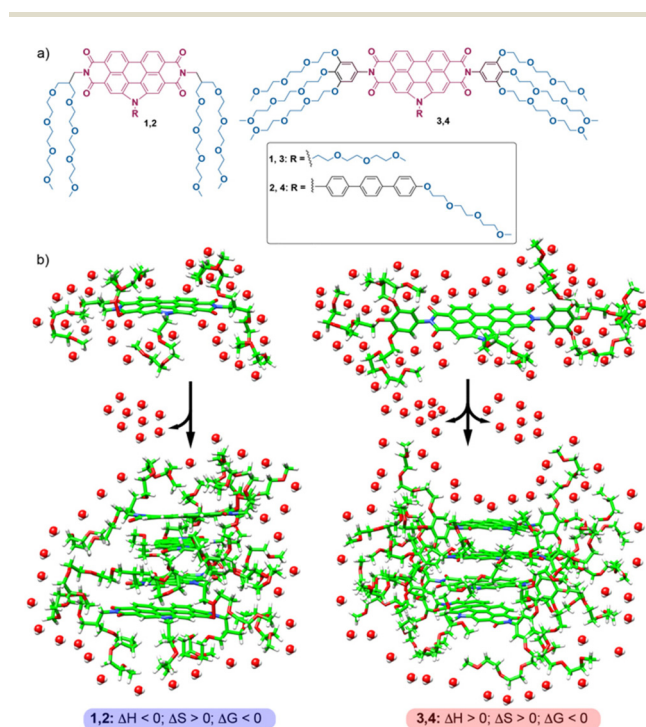 a)
O O
N N
O O
N
R
1,2
O O
N N
O O
N
R
3,4
1, 3: R =
2, 4: R =
b)
1,2: ΔH < 0; ΔS > 0; ΔG < 0
3,4: ΔH > 0; ΔS > 0; ΔG < 0